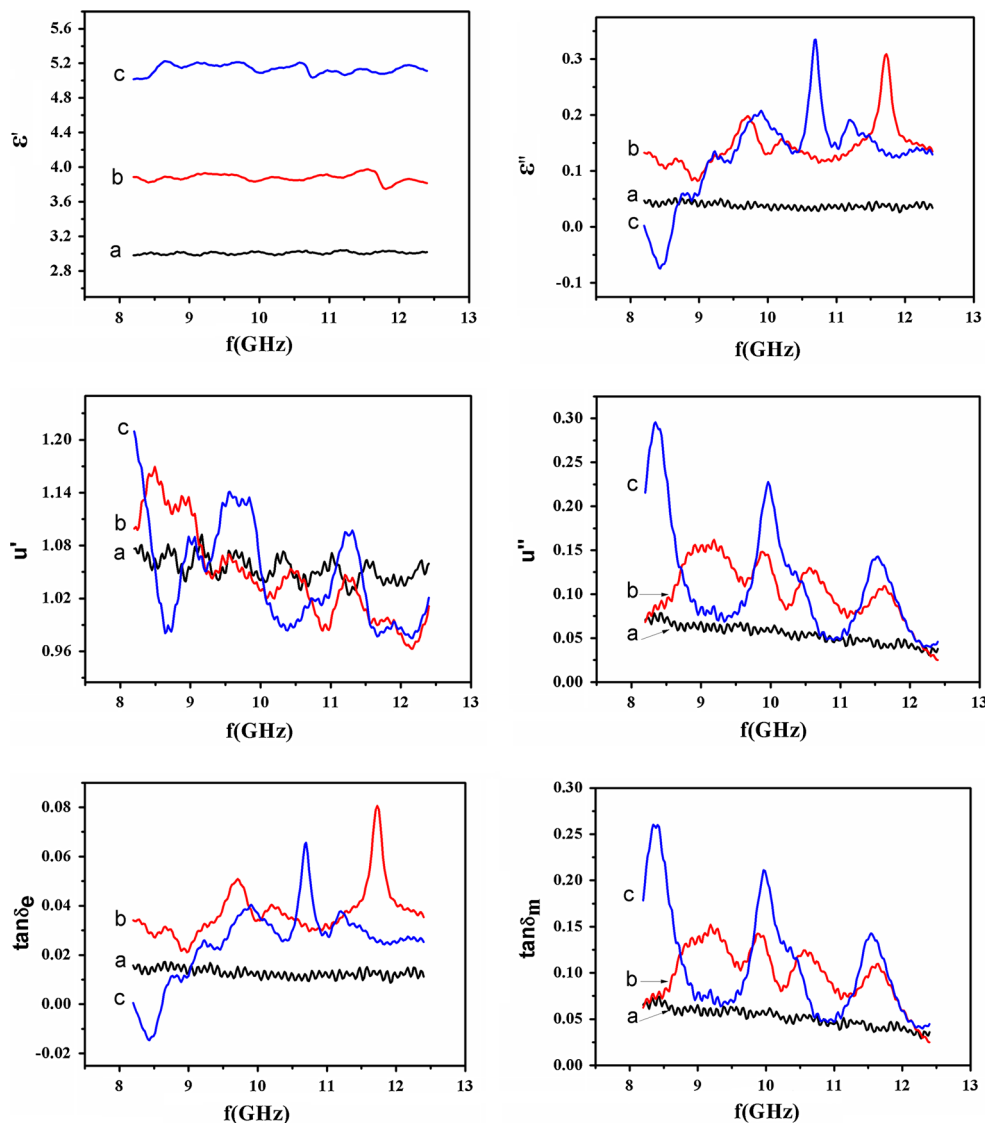 ε'
5.6
5.2
4.8
4.4
4.0
3.6
3.2
2.8
c
b
a
8 9 10 11 12 13
f(GHz)
ε''
0.3
0.2
0.1
0.0
-0.1
b
a
c
8 9 10 11 12 13
f(GHz)
u'
1.20
1.14
1.08
1.02
0.96
c
b
a
8 9 10 11 12 13
f(GHz)
u''
0.30
0.25
0.20
0.15
0.10
0.05
0.00
c
b
a
8 9 10 11 12 13
f(GHz)
tanδe
0.08
0.06
0.04
0.02
0.00
-0.02
b
a
c
8 9 10 11 12 13
f(GHz)
tanδm
0.30
0.25
0.20
0.15
0.10
0.05
0.00
c
b
a
8 9 10 11 12 13
f(GHz)